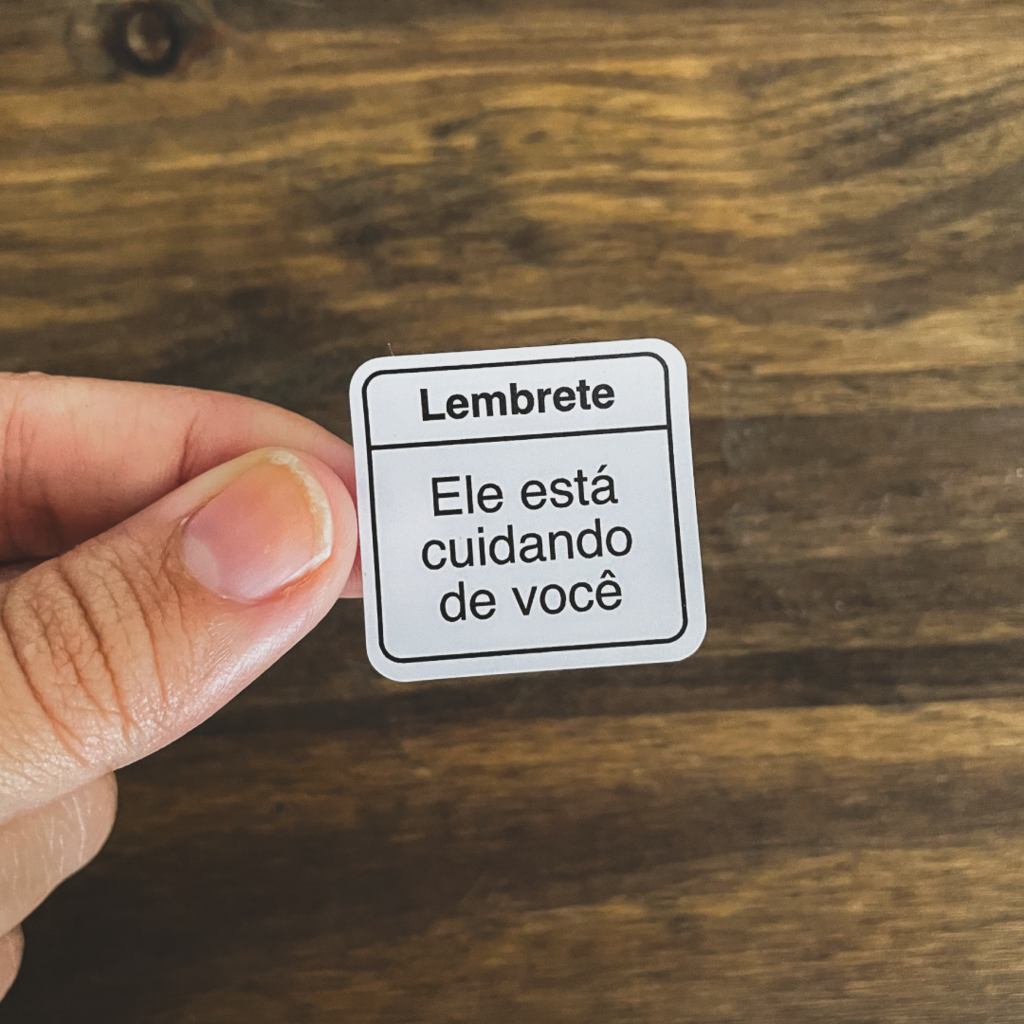 Lembrete
Ele está
cuidando
de você